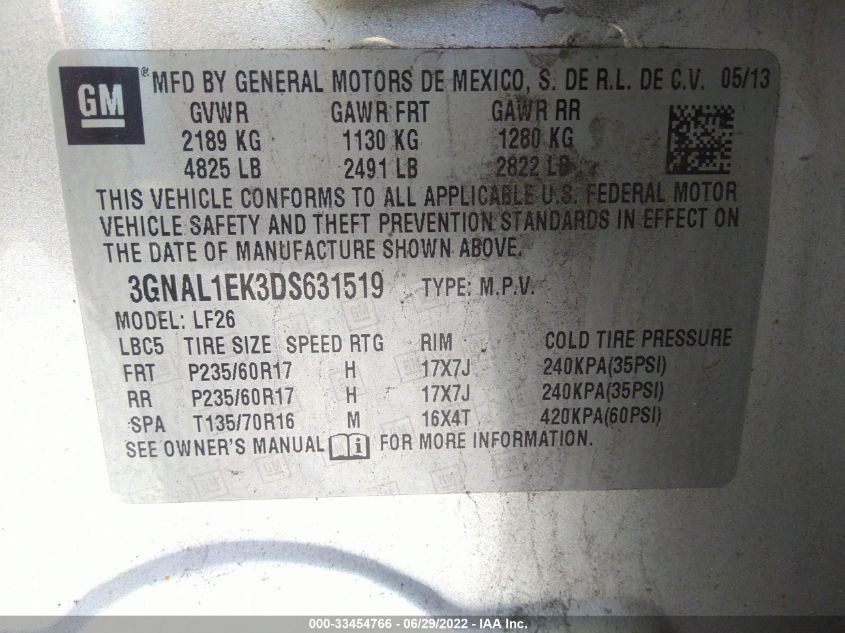 GM ® MFD BY GENERAL MOTORS DE MEXICO, S. DE R.L. DE C.V. 05/13
GVWR GAWR FRT GAWR RR
2189 KG 1130 KG 1280 KG
4825 LB 2491 LB 2822 LB
THIS VEHICLE CONFORMS TO ALL APPLICABLE U.S. FEDERAL MOTOR
VEHICLE SAFETY AND THEFT PREVENTION STANDARDS IN EFFECT ON
THE DATE OF MANUFACTURE SHOWN ABOVE.
3GNAL1EK3DS631519 TYPE: M.P.V.
MODEL: LF26
LBC5 TIRE SIZE SPEED RTG RIM COLD TIRE PRESSURE
FRT P235/60R17 H 17X7J 240KPA(35PSI)
RR P235/60R17 H 17X7J 240KPA(35PSI)
SPA T135/70R16 M 16X4T 420KPA(60PSI)
SEE OWNER'S MANUAL i FOR MORE INFORMATION.
000-33454766 - 06/29/2022 - IAA Inc.